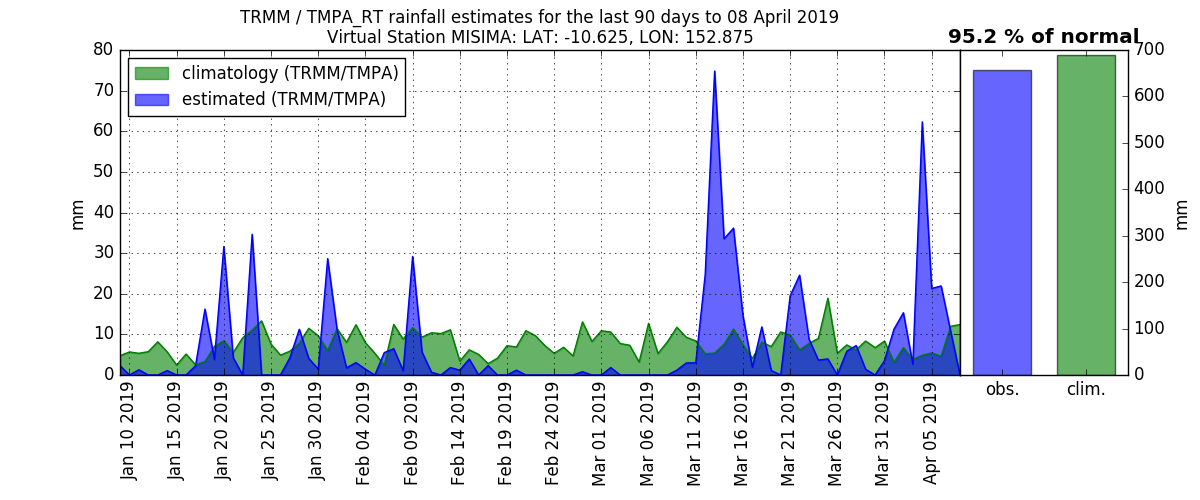 TRMM / TMPA_RT rainfall estimates for the last 90 days to 08 April 2019
Virtual Station MISIMA: LAT: -10.625, LON: 152.875
95.2 % of normal
climatology (TRMM/TMPA)
estimated (TRMM/TMPA)
80
70
60
50
40
30
20
10
0
mm
700
600
500
400
300
200
100
0
mm
Jan 10 2019
Jan 15 2019
Jan 20 2019
Jan 25 2019
Jan 30 2019
Feb 04 2019
Feb 09 2019
Feb 14 2019
Feb 19 2019
Feb 24 2019
Mar 01 2019
Mar 06 2019
Mar 11 2019
Mar 16 2019
Mar 21 2019
Mar 26 2019
Mar 31 2019
Apr 05 2019
obs.
clim.